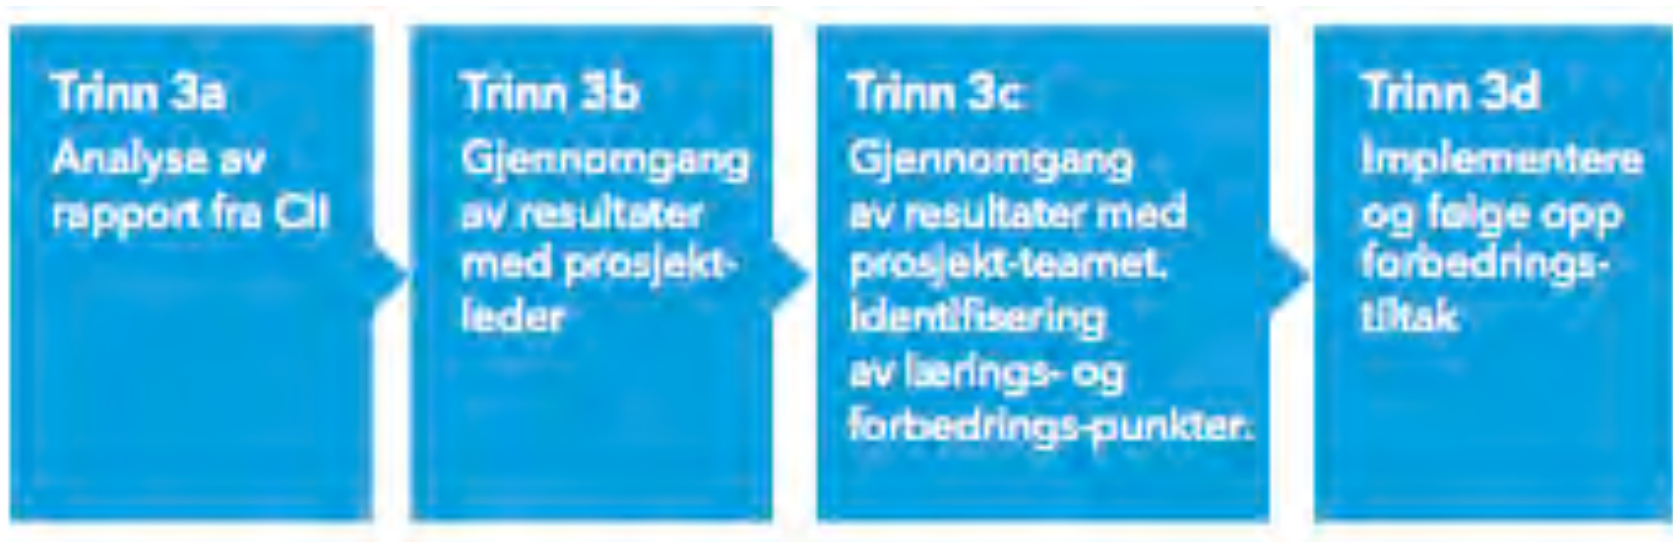 Trinn 3a
Analyse av
rapport fra CII
Trinn 3b
Gjennomgang
av resultater
med prosjekt-
leder
Trinn 3c
Gjennomgang
av resultater med
prosjekt-teamet.
Identifisering
av lærings- og
forbedrings-punkter.
Trinn 3d
Implementere
og følge opp
forbedrings-
tiltak